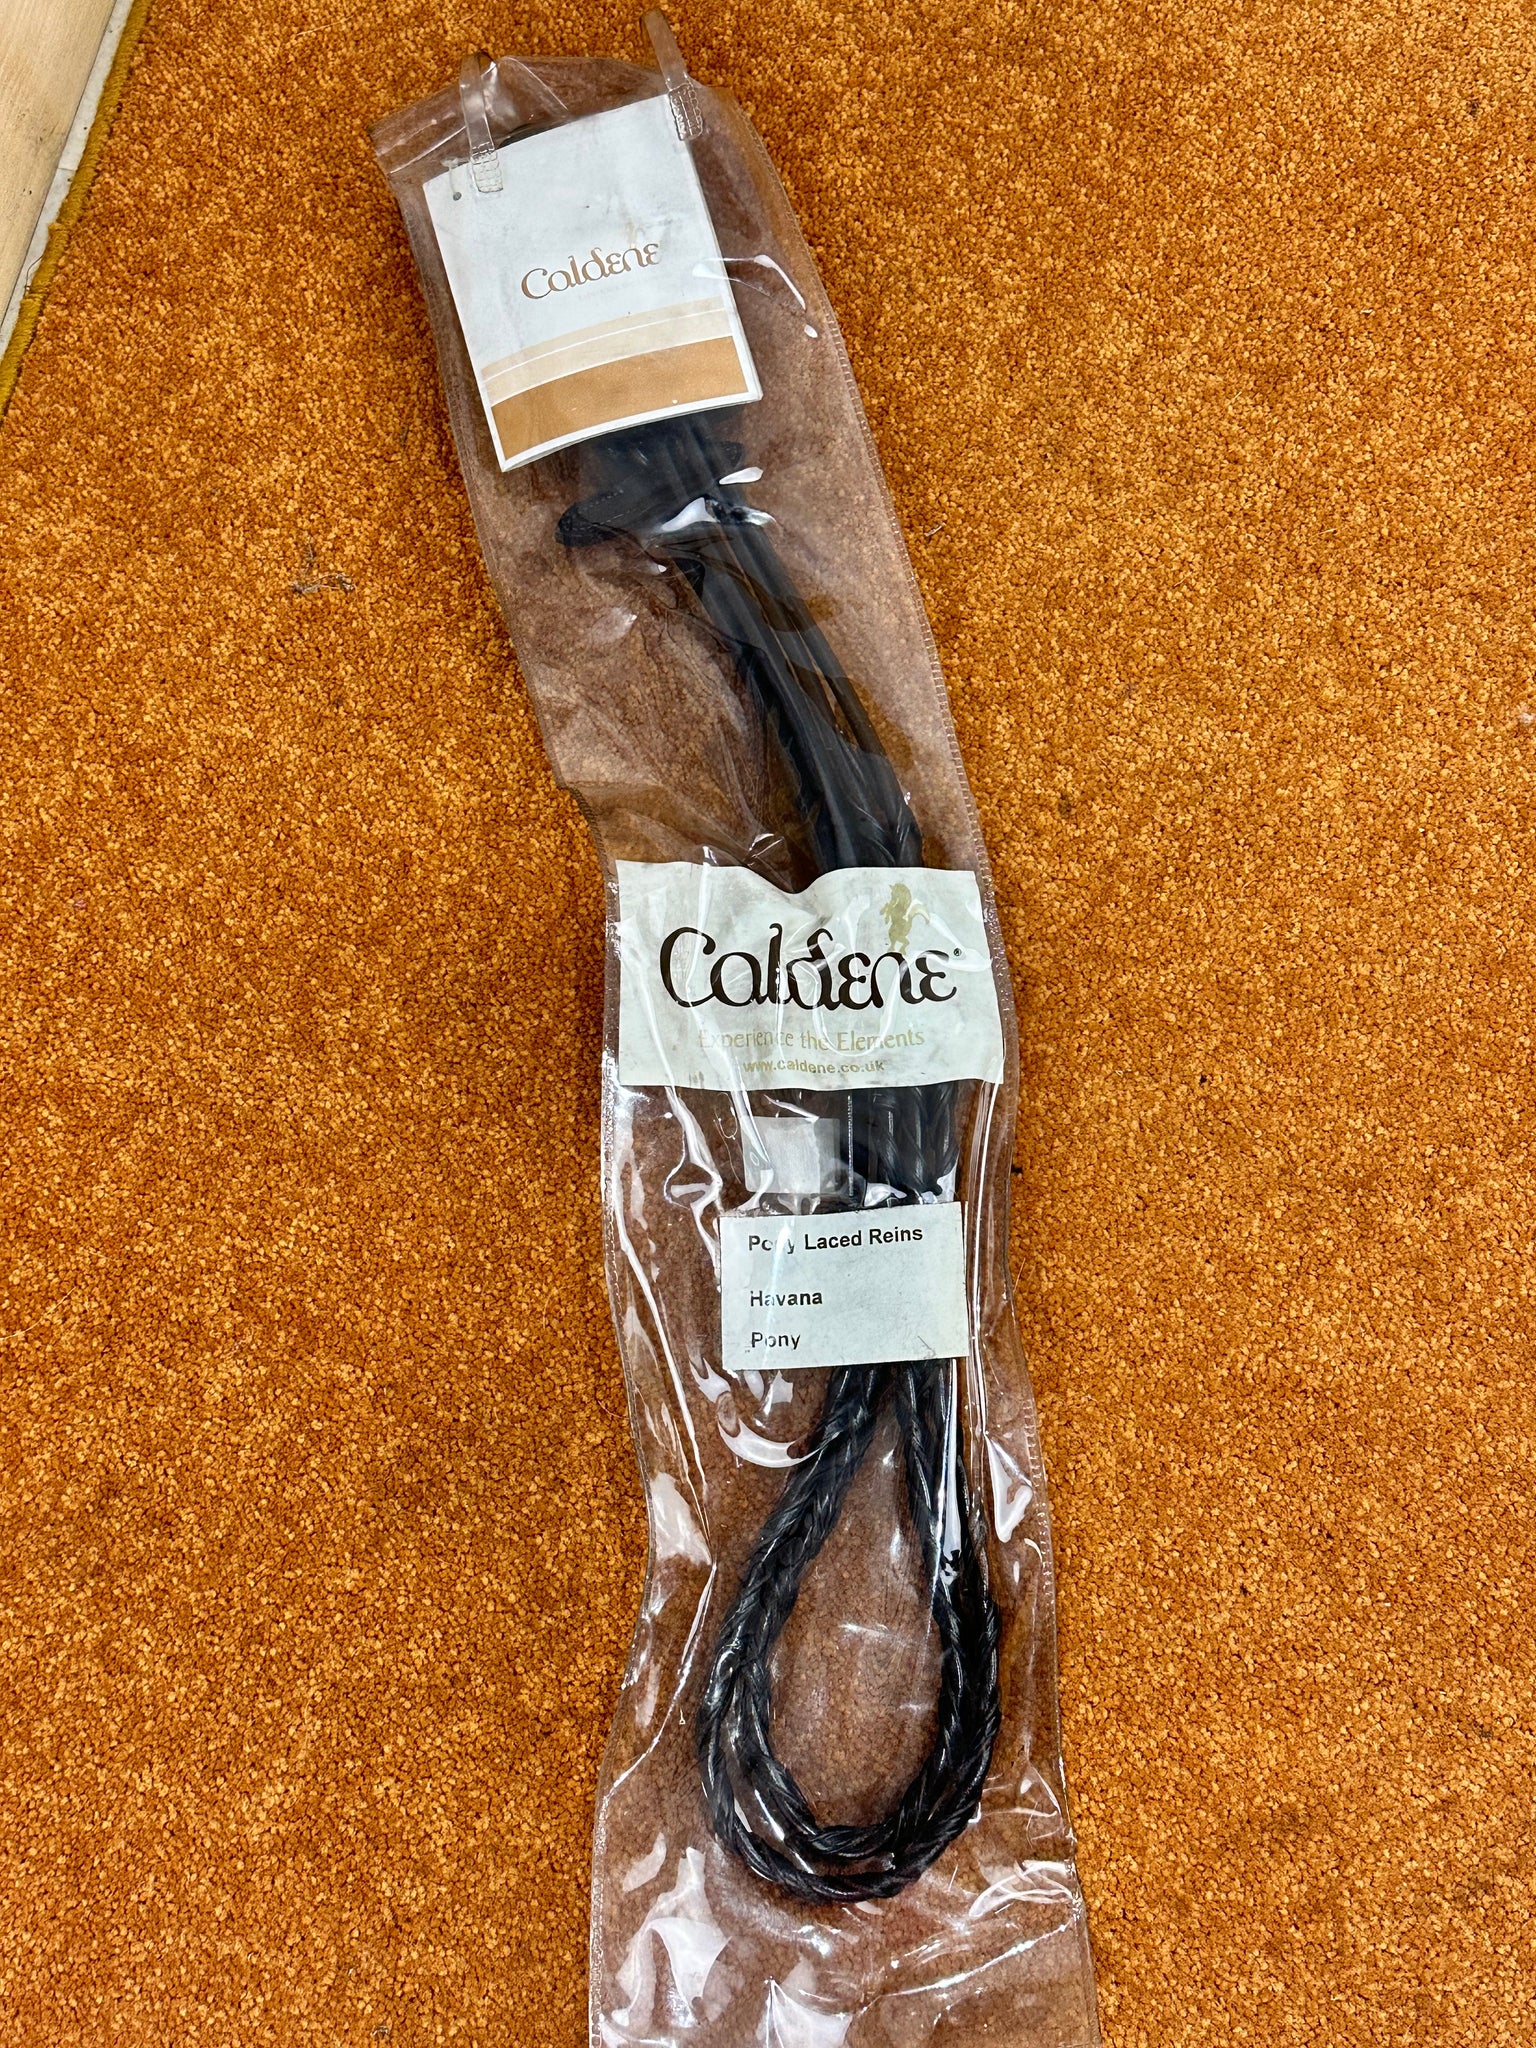 Caldene
Caldene®
Experience the Elements
www.caldene.co.uk
Pony Laced Reins
Havana
Pony